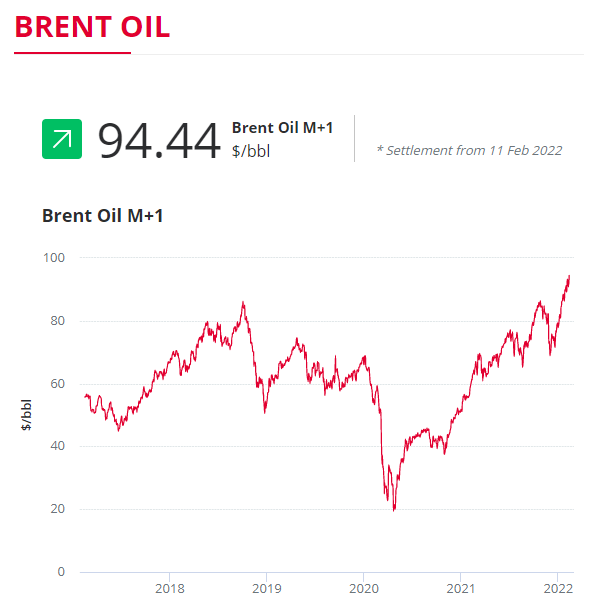 BRENT OIL
94.44
Brent Oil M+1
$/bbl
* Settlement from 11 Feb 2022
Brent Oil M+1
100
80
60
40
20
0
$/bbl
2018
2019
2020
2021
2022